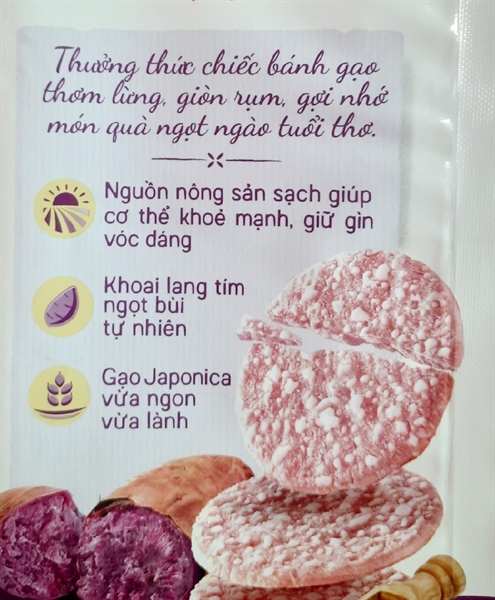 Thưởng thức chiếc bánh gạo
thơm lừng, giòn rụm, gợi nhớ
món quà ngọt ngào tuổi thơ.
Nguồn nông sản sạch giúp
cơ thể khoẻ mạnh, giữ gìn
vóc dáng
Khoai lang tím
ngọt bùi
tự nhiên
Gạo Japonica
vừa ngon
vừa lành